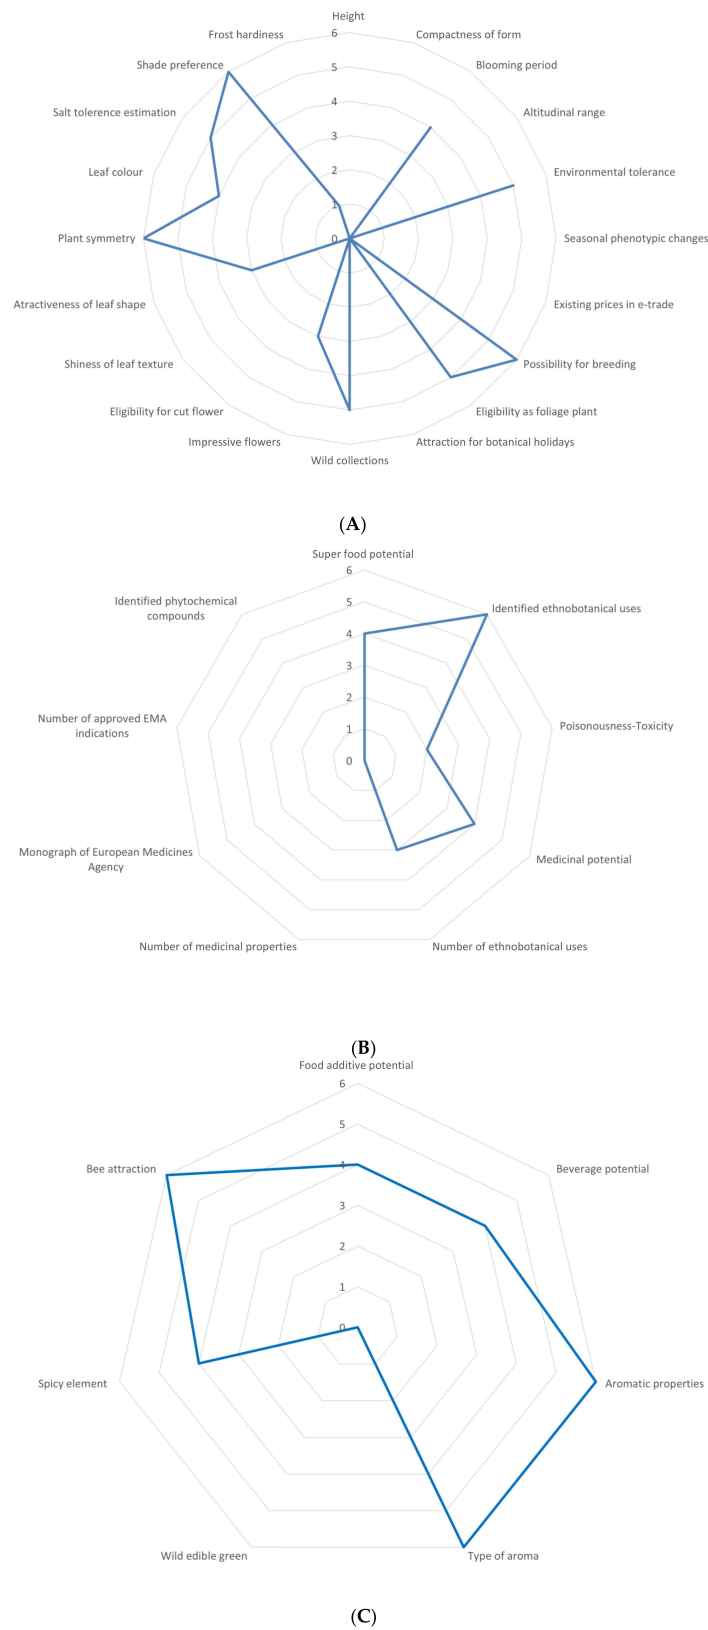 Height
Frost hardiness
Compactness of form
Shade preference
Blooming period
Salt tolerence estimation
Altitudinal range
Leaf colour
Environmental tolerance
Plant symmetry
Seasonal phenotypic changes
Atractiveness of leaf shape
Existing prices in e-trade
Shiness of leaf texture
Possibility for breeding
Eligibility for cut flower
Eligibility as foliage plant
Impressive flowers
Attraction for botanical holidays
Wild collections
6
5
4
3
2
1
0
(A)
Super food potential
Identified phytochemical
compounds
Identified ethnobotanical uses
Number of approved EMA
indications
Poisonousness-Toxicity
Monograph of European Medicines
Agency
Medicinal potential
Number of medicinal properties
Number of ethnobotanical uses
6
5
4
3
2
1
0
(B)
Food additive potential
Bee attraction
Beverage potential
Spicy element
Aromatic properties
Wild edible green
Type of aroma
6
5
4
3
2
1
0
(C)